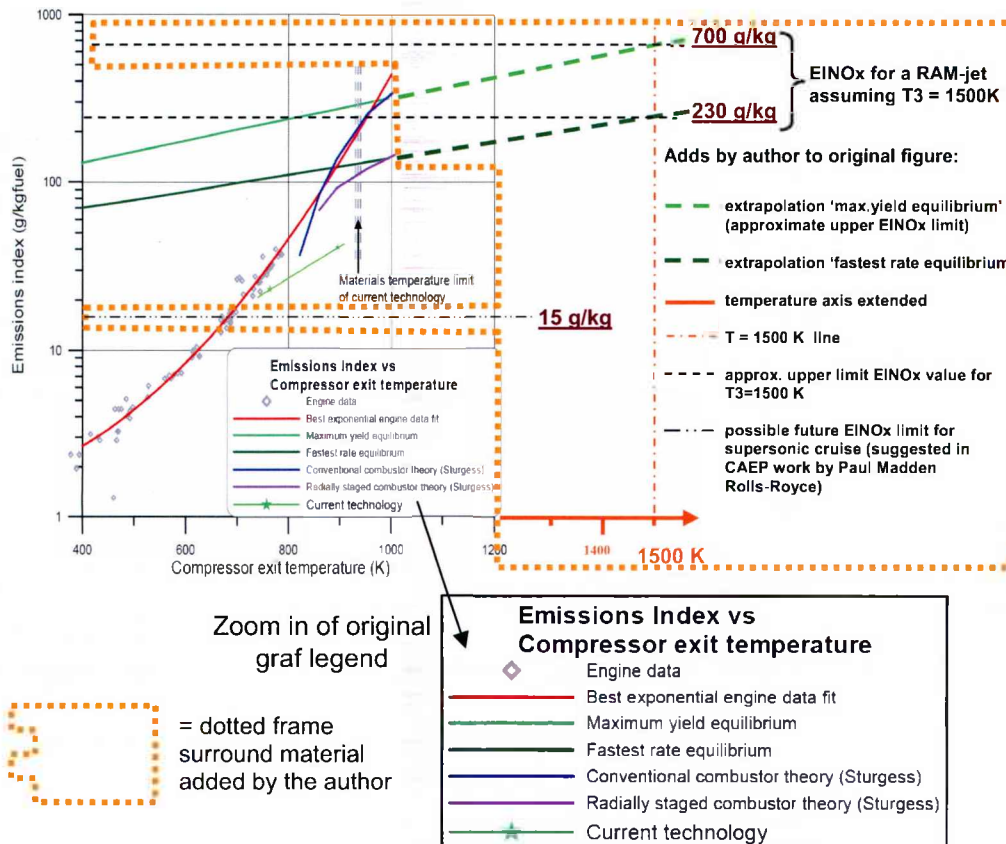 1000
100
10
1
Emissions index (g/kgfuel)
400
600
800
1000
1200
1400
1500 K
Compressor exit temperature (K)
700 g/kg
230 g/kg
EINOx for a RAM-jet
assuming T3 = 1500K
Materials temperature limit
of current technology
15 g/kg
Emissions Index vs
Compressor exit temperature
Engine data
Best exponential engine data fit
Maximum yield equilibrium
Fastest rate equilibrium
Conventional combustor theory (Sturgess)
Radially staged combustor theory (Sturgess)
Current technology
Adds by author to original figure:
extrapolation 'max.yield equilibrium'
(approximate upper EINOx limit)
extrapolation 'fastest rate equilibrium
temperature axis extended
T = 1500 K line
approx. upper limit EINOx value for
T3=1500 K
possible future EINOx limit for
supersonic cruise (suggested in
CAEP work by Paul Madden
Rolls-Royce)
Zoom in of original
graf legend
= dotted frame
surround material
added by the author
Emissions Index vs
Compressor exit temperature
Engine data
Best exponential engine data fit
Maximum yield equilibrium
Fastest rate equilibrium
Conventional combustor theory (Sturgess)
Radially staged combustor theory (Sturgess)
Current technology